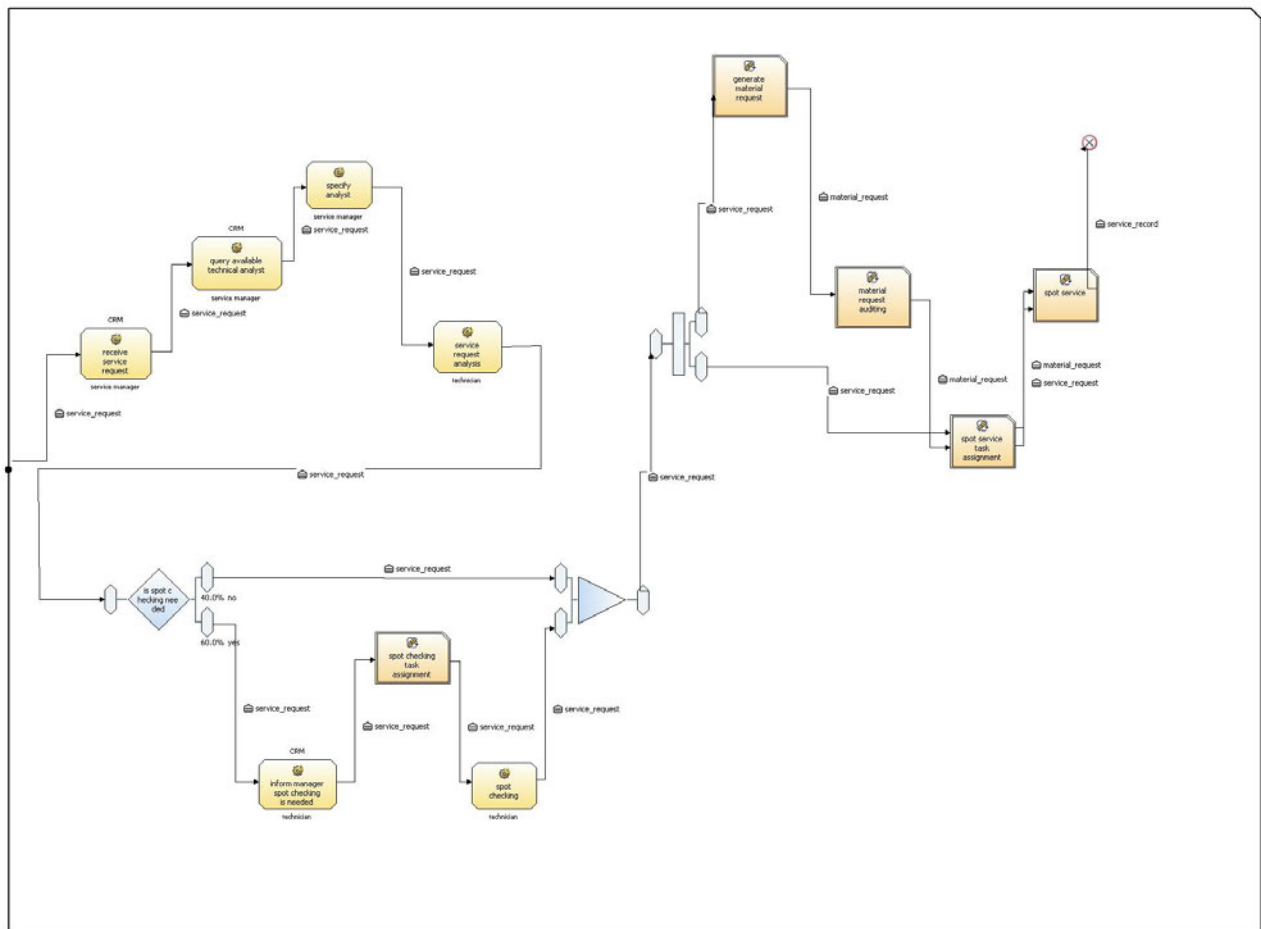 generate
material
request
service_request
material_request
specify
analyst
service manager
service_request
CRM
query available
technical analyst
service manager
service_request
service_request
CRM
receive
service
request
service manager
service_request
service
request
analysis
technician
service_request
material
request
auditing
material_request
service_request
spot service
service_record
material_request
service_request
spot service
task
assignment
service_request
is spot c
hecking nee
ded
40.0% no
60.0% yes
service_request
service_request
CRM
inform manager
spot checking
is needed
technician
service_request
spot checking
task
assignment
service_request
spot
checking
technician
service_request